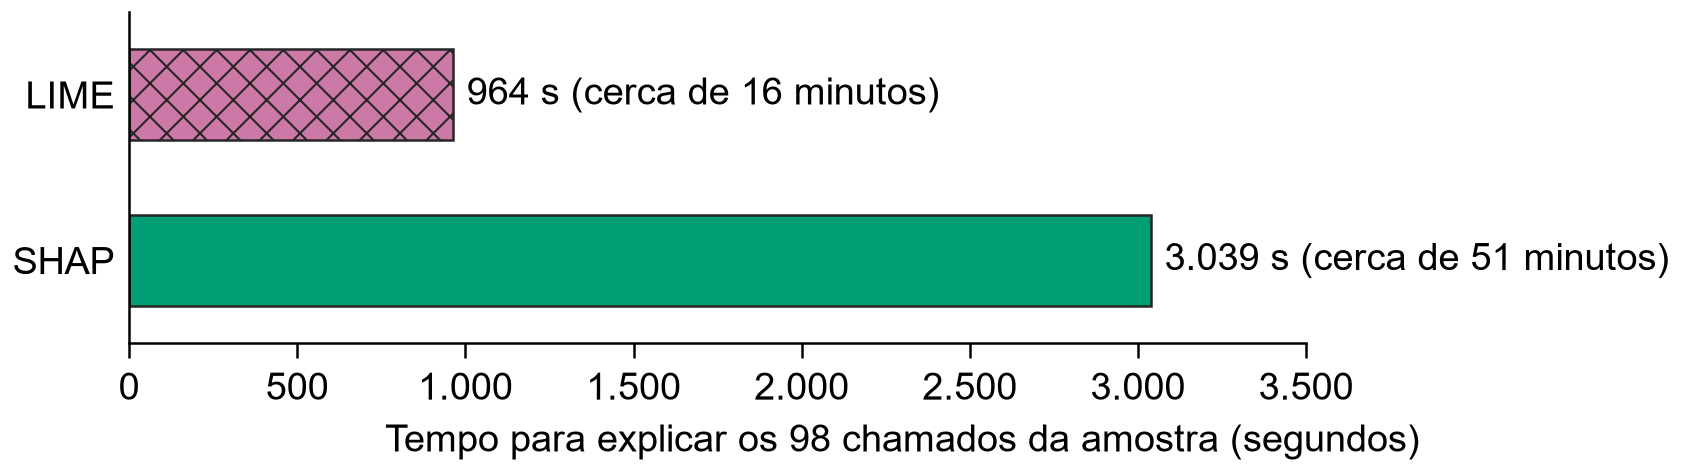 LIME
964 s (cerca de 16 minutos)
SHAP
3.039 s (cerca de 51 minutos)
0 500 1.000 1.500 2.000 2.500 3.000 3.500
Tempo para explicar os 98 chamados da amostra (segundos)